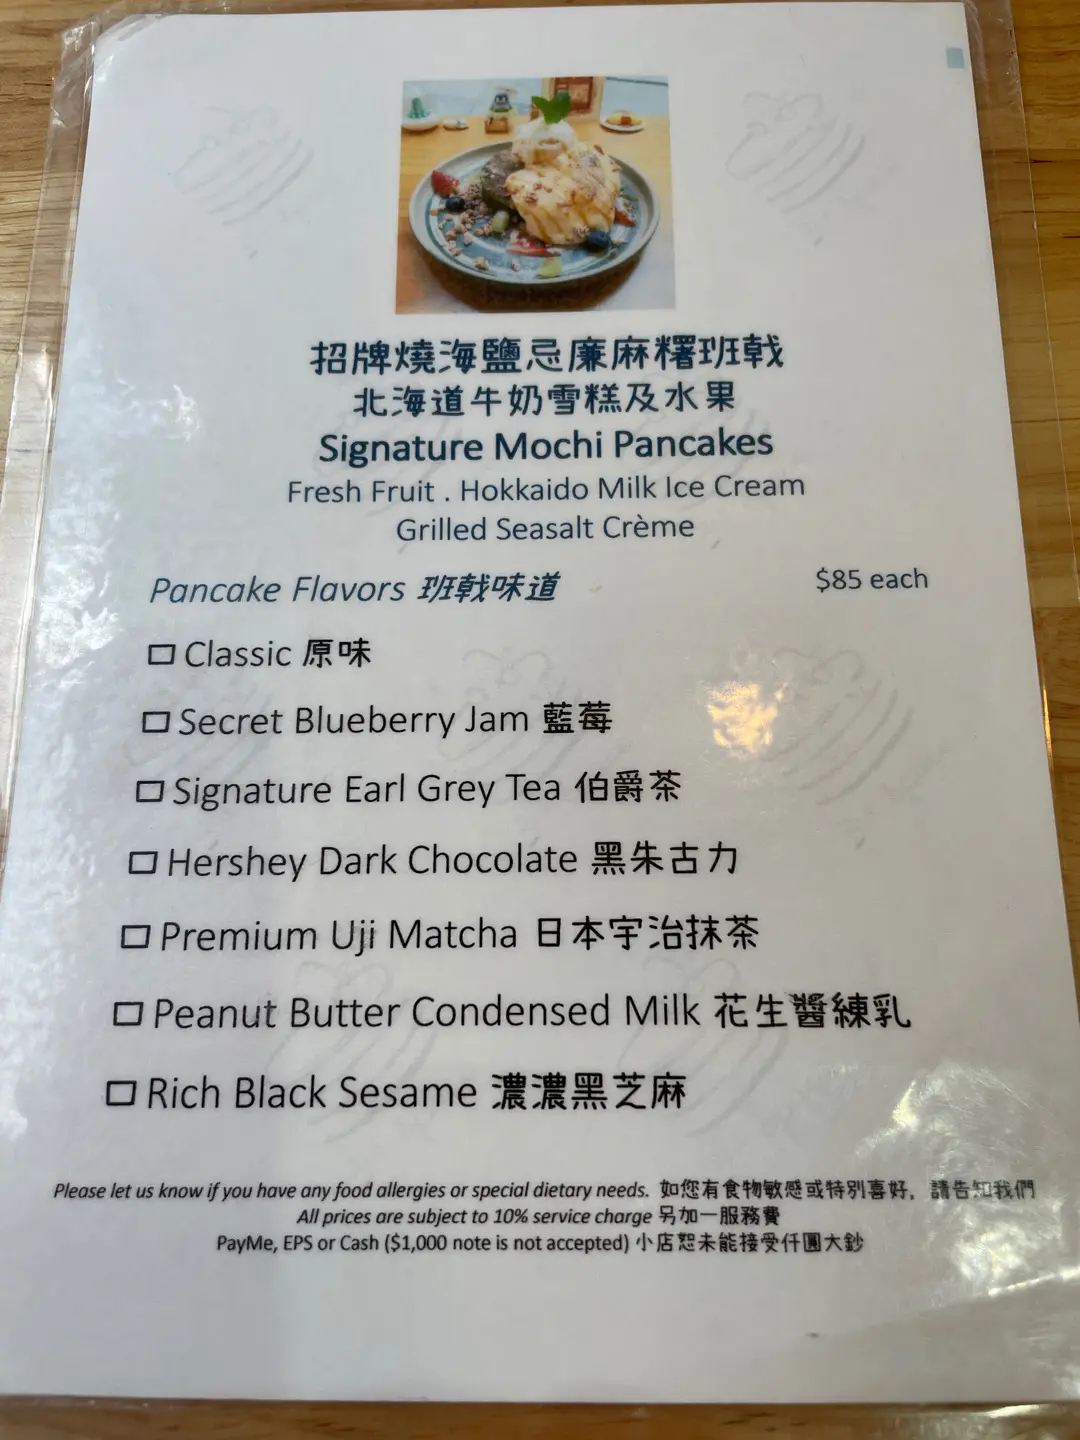 招牌燒海鹽忌廉麻糬班戟
北海道牛奶雪糕及水果
Signature Mochi Pancakes
Fresh Fruit . Hokkaido Milk Ice Cream
Grilled Seasalt Crème
Pancake Flavors 班戟味道 $85 each
□ Classic 原味
□ Secret Blueberry Jam 藍莓
□ Signature Earl Grey Tea 伯爵茶
□ Hershey Dark Chocolate 黑朱古力
□ Premium Uji Matcha 日本宇治抹茶
□ Peanut Butter Condensed Milk 花生醬練乳
□ Rich Black Sesame 濃濃黑芝麻
Please let us know if you have any food allergies or special dietary needs. 如您有食物敏感或特別喜好，請告知我們
All prices are subject to 10% service charge 另加一服務費
PayMe, EPS or Cash ($1,000 note is not accepted) 小店恕未能接受仟圓大鈔